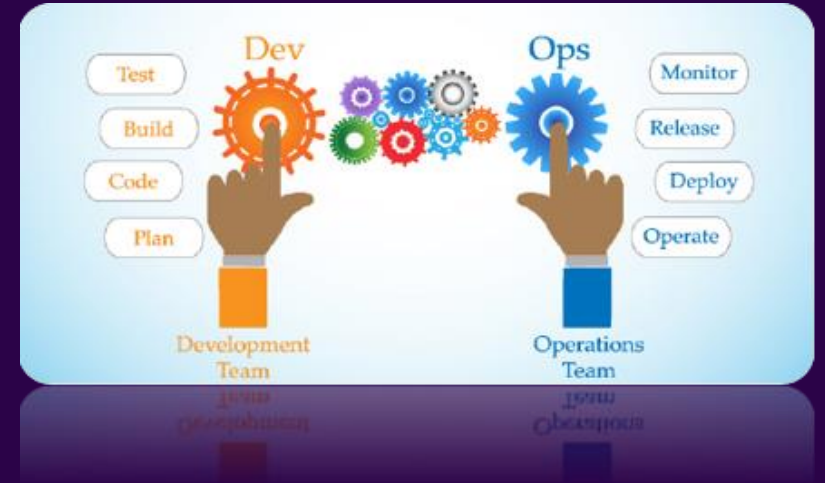 Dev
Ops
Test
Build
Code
Plan
Monitor
Release
Deploy
Operate
Development
Team
Operations
Team